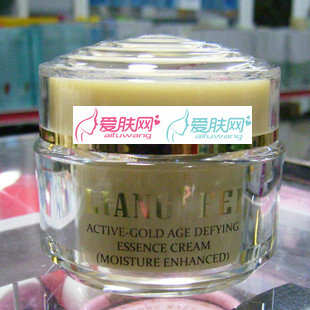 爱肤网 爱肤网
aifuwang aifuwang
ACTIVE-GOLD AGE DEFYING
ESSENCE CREAM
(MOISTURE ENHANCED)